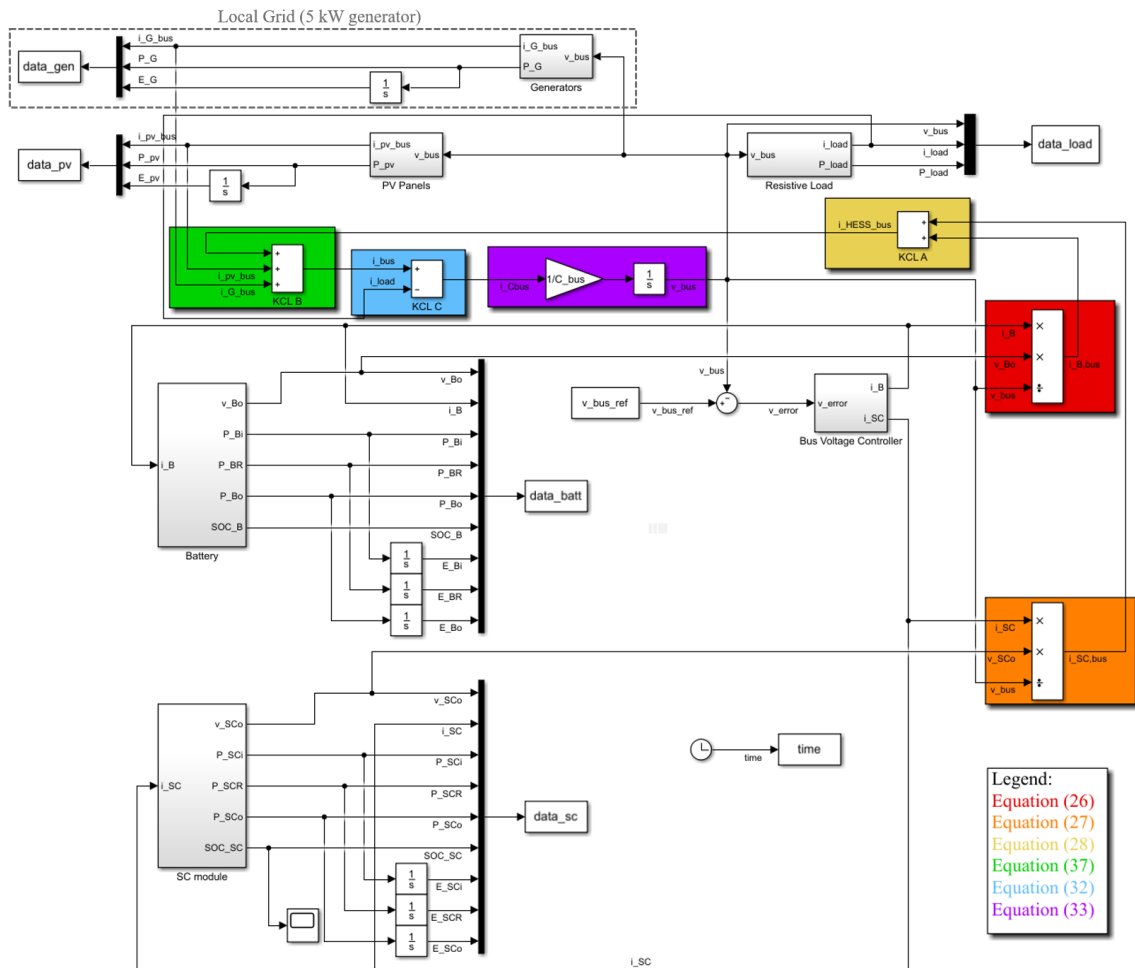 Local Grid (5 kW generator)
data_gen
i_G_bus
P_G
E_G
1
s
i_G_bus
P_G
v_bus
Generators
data_pv
i_pv_bus
P_pv
E_pv
1
s
i_pv_bus
P_pv
v_bus
PV Panels
v_bus
i_load
P_load
Resistive Load
v_bus
i_load
P_load
data_load
i_pv_bus
i_G_bus
+
+
+
KCL B
i_bus
i_load
+
−
KCL C
i_Cbus
1/C_bus
1
s
v_bus
i_HESS_bus
+
+
KCL A
i_B
v_Bo
v_bus
×
×
÷
i_B,bus
v_bus
v_bus_ref
v_bus_ref
+
−
v_error
v_error
i_B
i_SC
Bus Voltage Controller
i_B
v_Bo
P_Bi
P_BR
P_Bo
SOC_B
Battery
v_Bo
i_B
P_Bi
P_BR
P_Bo
SOC_B
1
s
E_Bi
1
s
E_BR
1
s
E_Bo
data_batt
i_SC
v_SCo
v_bus
×
×
÷
i_SC,bus
i_SC
v_SCo
P_SCi
P_SCR
P_SCo
SOC_SC
SC module
v_SCo
i_SC
P_SCi
P_SCR
P_SCo
SOC_SC
1
s
E_SCi
1
s
E_SCR
1
s
E_SCo
data_sc
time
time
i_SC
Legend:
Equation (26)
Equation (27)
Equation (28)
Equation (37)
Equation (32)
Equation (33)